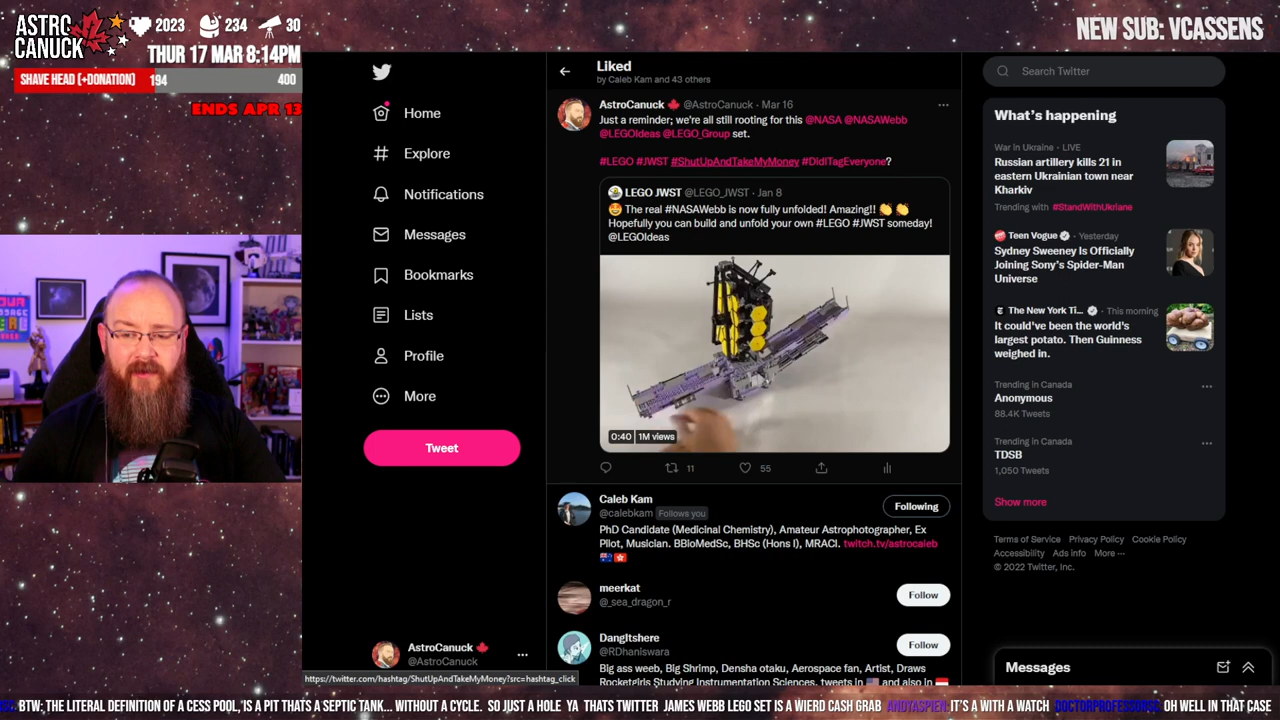 ASTRO
CANUCK
2023
234
30
THUR 17 MAR 8:14PM
SHAVE HEAD (+DONATION)
194
400
ENDS APR 13
NEW SUB: VCASSENS
Home
Explore
Notifications
Messages
Bookmarks
Lists
Profile
More
Tweet
AstroCanuck 🍁
@AstroCanuck
https://twitter.com/hashtag/ShutUpAndTakeMyMoney?src=hashtag_click
Liked
by Caleb Kam and 43 others
AstroCanuck 🍁 @AstroCanuck · Mar 16
Just a reminder; we're all still rooting for this @NASA @NASAWebb
@LEGOIdeas @LEGO_Group set.
#LEGO #JWST #ShutUpAndTakeMyMoney #DidITagEveryone?
LEGO JWST @LEGO_JWST · Jan 8
🤩 The real #NASAWebb is now fully unfolded! Amazing!! 👏 👏
Hopefully you can build and unfold your own #LEGO #JWST someday!
@LEGOIdeas
0:40 1M views
11
55
Caleb Kam
@calebkam Follows you
Following
PhD Candidate (Medicinal Chemistry), Amateur Astrophotographer, Ex
Pilot, Musician. BBioMedSc, BHSc (Hons I), MRACI. twitch.tv/astrocaleb
🇦🇺 🇭🇰
meerkat
@_sea_dragon_r
Follow
DangItshere
@RDhaniswara
Follow
Big ass weeb, Big Shrimp, Densha otaku, Aerospace fan, Artist, Draws
Rocketgirls Studying Instrumentation Sciences, tweets in 🇺🇸 and also in 🇮🇩
Search Twitter
What's happening
War in Ukraine · LIVE
Russian artillery kills 21 in
eastern Ukrainian town near
Kharkiv
Trending with #StandWithUkriane
Teen Vogue · Yesterday
Sydney Sweeney Is Officially
Joining Sony's Spider-Man
Universe
The New York Ti... · This morning
It could've been the world's
largest potato. Then Guinness
weighed in.
Trending in Canada
Anonymous
88.4K Tweets
Trending in Canada
TDSB
1,050 Tweets
Show more
Terms of Service Privacy Policy Cookie Policy
Accessibility Ads info More ···
© 2022 Twitter, Inc.
Messages
BTW: THE LITERAL DEFINITION OF A CESS POOL, IS A PIT THATS A SEPTIC TANK... WITHOUT A CYCLE. SO JUST A HOLE YA THATS TWITTER JAMES WEBB LEGO SET IS A WIERD CASH GRAB ANDYASPIEN: IT'S A WITH A WATCH DOCTORPROFESSORSE: OH WELL IN THAT CASE